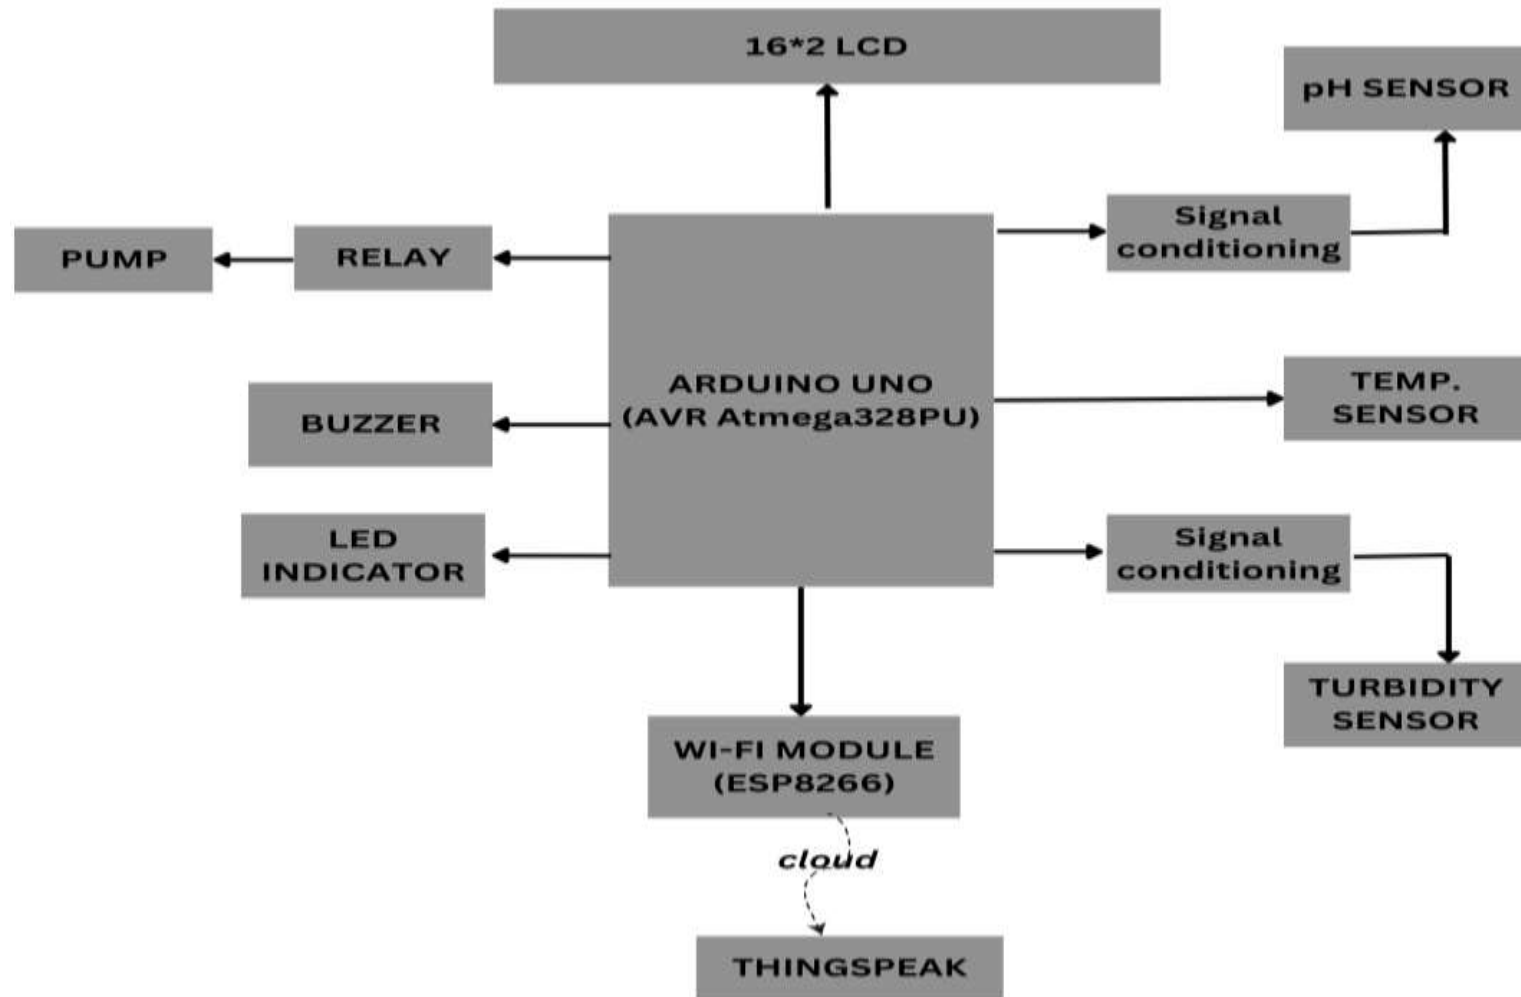 16*2 LCD
pH SENSOR
Signal
conditioning
PUMP
RELAY
ARDUINO UNO
(AVR Atmega328PU)
TEMP.
SENSOR
BUZZER
LED
INDICATOR
Signal
conditioning
TURBIDITY
SENSOR
WI-FI MODULE
(ESP8266)
cloud
THINGSPEAK